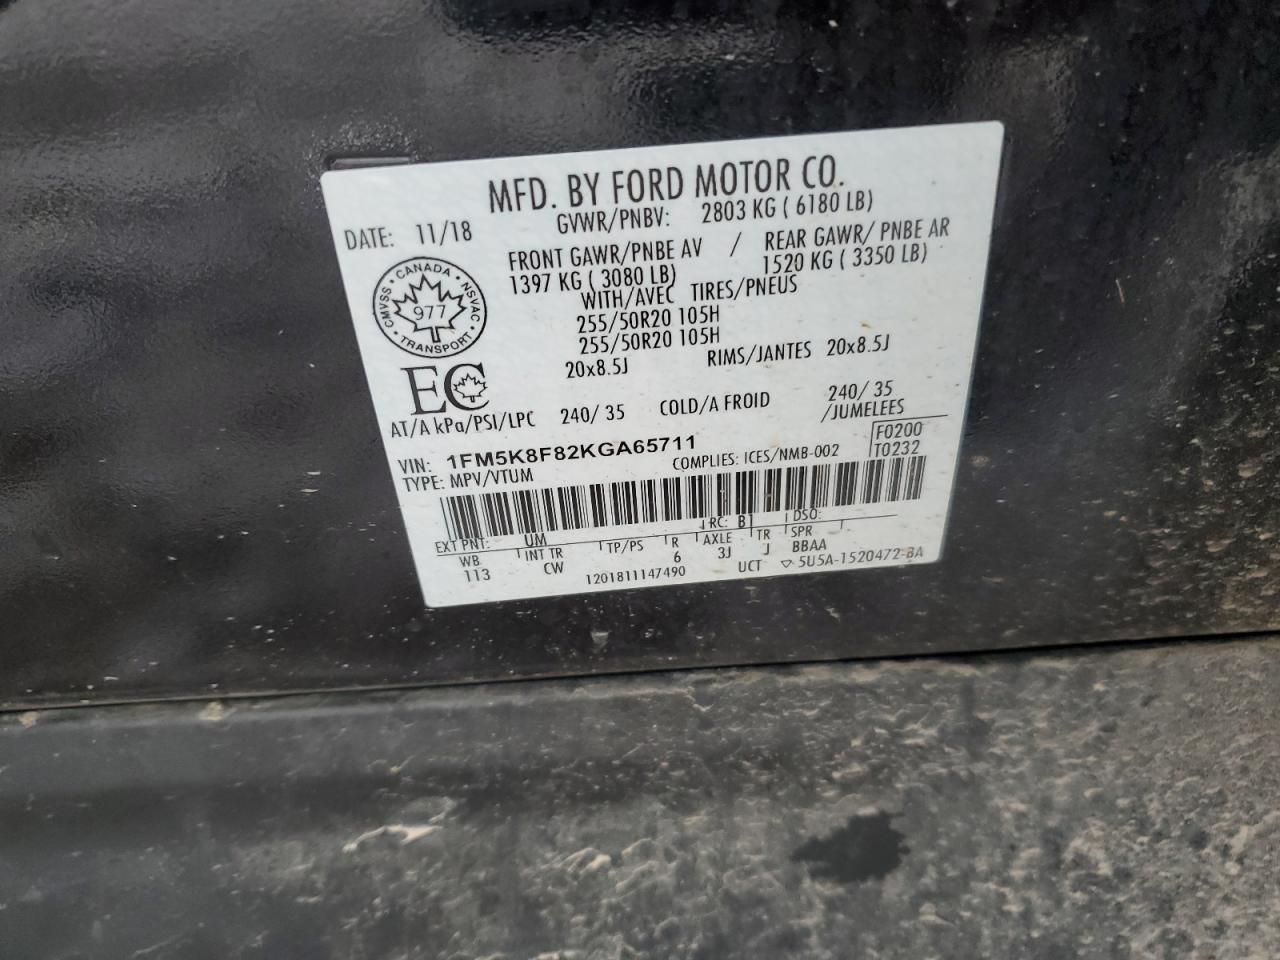 MFD. BY FORD MOTOR CO.
DATE: 11/18 GVWR/PNBV: 2803 KG ( 6180 LB)
FRONT GAWR/PNBE AV / REAR GAWR/ PNBE AR
1397 KG ( 3080 LB) 1520 KG ( 3350 LB)
WITH/AVEC TIRES/PNEUS
255/50R20 105H
255/50R20 105H
20x8.5J RIMS/JANTES 20x8.5J
CANADA
CMVSS · NSVAC
977
TRANSPORT
EC
AT/A kPa/PSI/LPC 240/ 35 COLD/A FROID 240/ 35
/JUMELEES
VIN: 1FM5K8F82KGA65711
F0200
T0232
TYPE: MPV/VTUM COMPLIES: ICES/NMB-002
EXT PNT: UM RC: B1 DSO:
WB INT TR TP/PS R AXLE TR SPR
113 CW 6 3J J BBAA
1201811147490 UCT ▽ 5U5A-1520472-BA